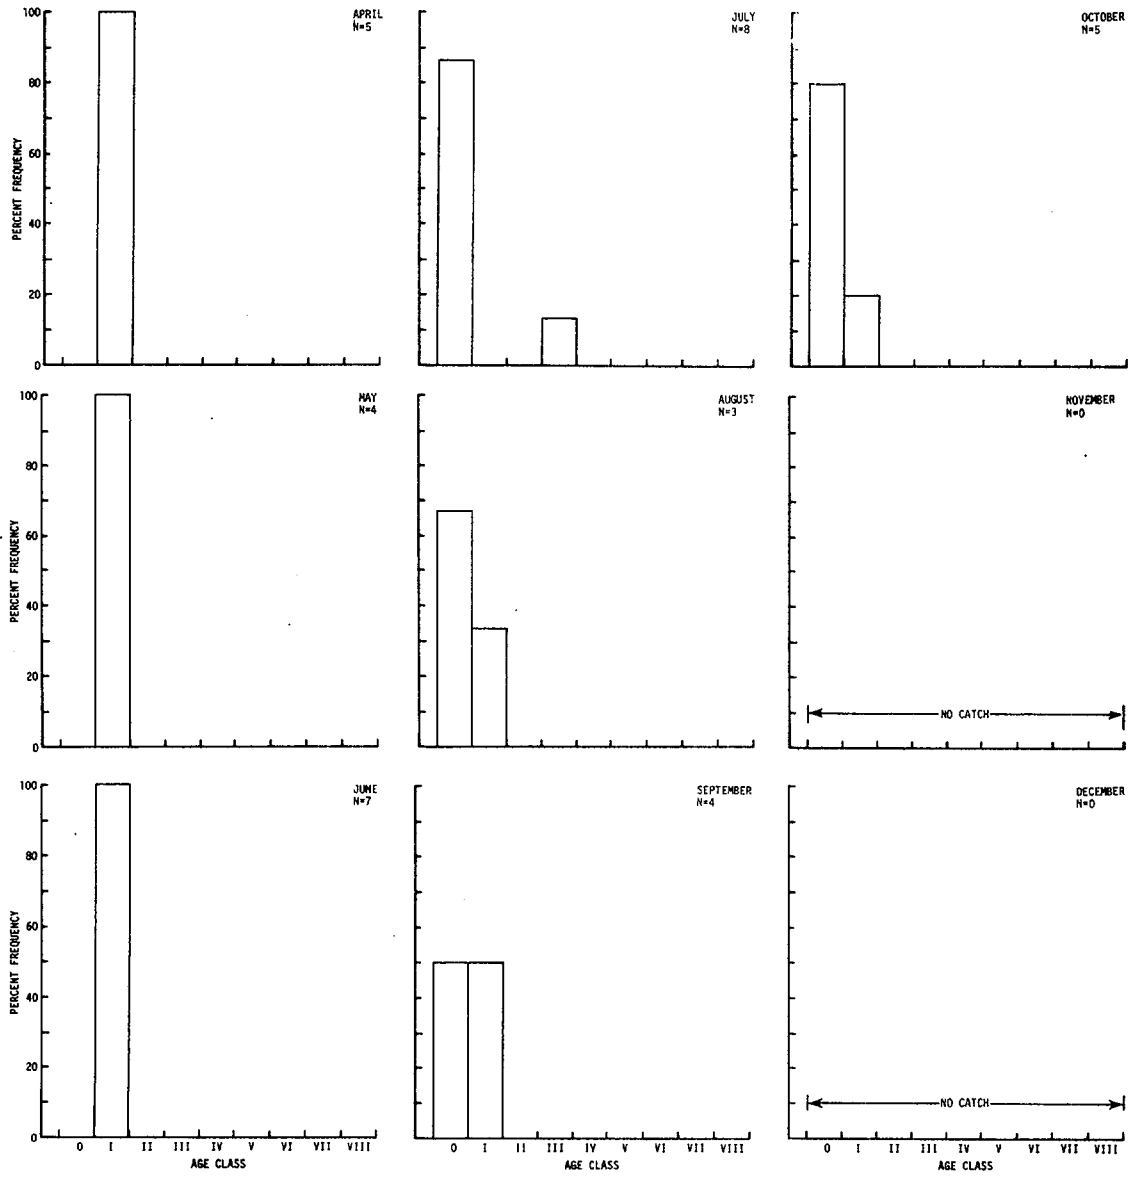 APRIL
N=5
100
80
60
40
20
0
PERCENT FREQUENCY
JULY
N=8
OCTOBER
N=5
MAY
N=4
100
80
60
40
20
0
PERCENT FREQUENCY
AUGUST
N=3
NOVEMBER
N=0
NO CATCH
JUNE
N=7
100
80
60
40
20
0
PERCENT FREQUENCY
0 I II III IV V VI VII VIII
AGE CLASS
SEPTEMBER
N=4
0 I II III IV V VI VII VIII
AGE CLASS
DECEMBER
N=0
NO CATCH
0 I II III IV V VI VII VIII
AGE CLASS